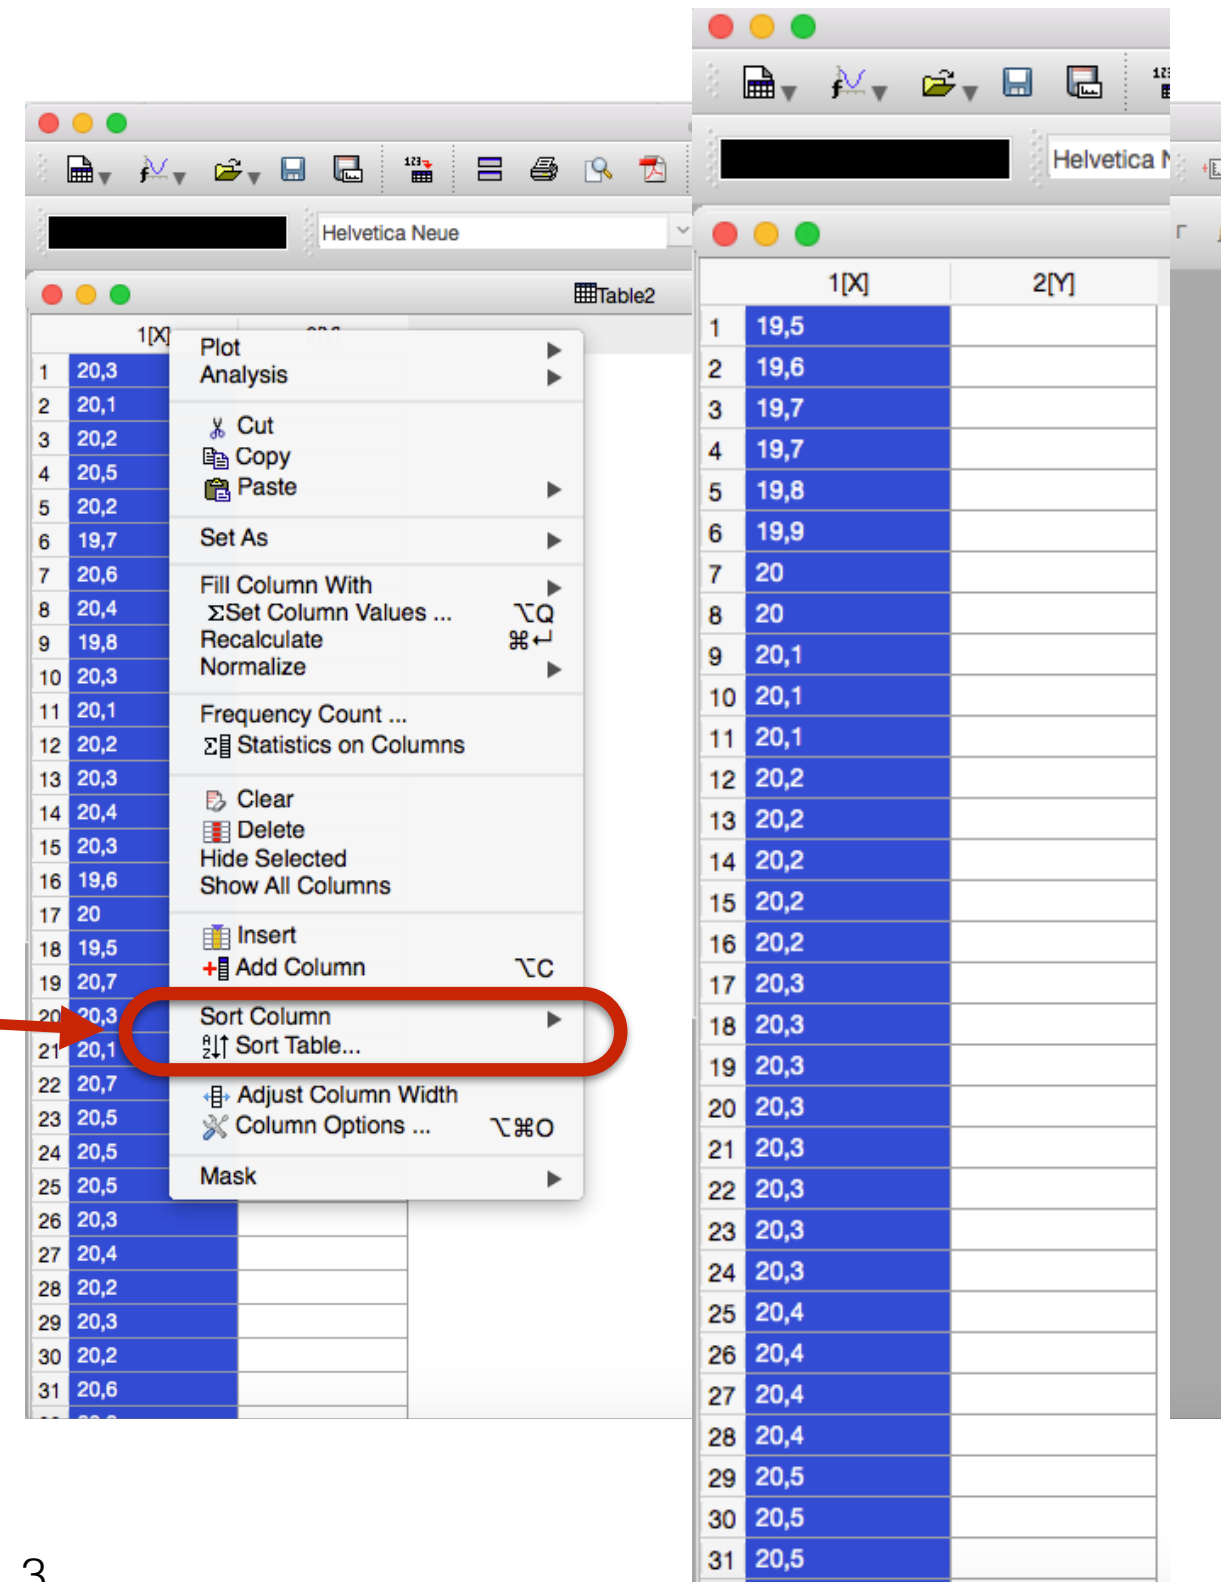 Helvetica Neue
Table2
1[X]
1 20,3
2 20,1
3 20,2
4 20,5
5 20,2
6 19,7
7 20,6
8 20,4
9 19,8
10 20,3
11 20,1
12 20,2
13 20,3
14 20,4
15 20,3
16 19,6
17 20
18 19,5
19 20,7
20 20,3
21 20,1
22 20,7
23 20,5
24 20,5
25 20,5
26 20,3
27 20,4
28 20,2
29 20,3
30 20,2
31 20,6
Plot
Analysis
Cut
Copy
Paste
Set As
Fill Column With
ΣSet Column Values ... ⌥Q
Recalculate ⌘↵
Normalize
Frequency Count ...
Σ Statistics on Columns
Clear
Delete
Hide Selected
Show All Columns
Insert
Add Column ⌥C
Sort Column
Sort Table...
Adjust Column Width
Column Options ... ⌥⌘O
Mask
Helvetica
1[X] 2[Y]
1 19,5
2 19,6
3 19,7
4 19,7
5 19,8
6 19,9
7 20
8 20
9 20,1
10 20,1
11 20,1
12 20,2
13 20,2
14 20,2
15 20,2
16 20,2
17 20,3
18 20,3
19 20,3
20 20,3
21 20,3
22 20,3
23 20,3
24 20,3
25 20,4
26 20,4
27 20,4
28 20,4
29 20,5
30 20,5
31 20,5
3